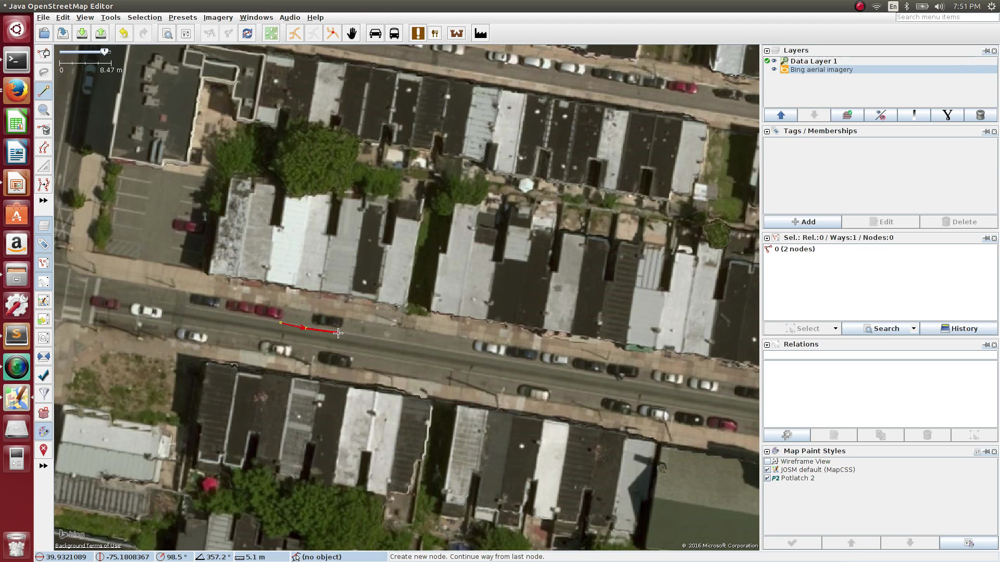 * Java OpenStreetMap Editor
En
7:51 PM
File Edit View Tools Selection Presets Imagery Windows Audio Help
Search menu items
0 8.47 m
Layers
Data Layer 1
Bing aerial imagery
Tags / Memberships
Add Edit Delete
Sel.: Rel.:0 / Ways:1 / Nodes:0
0 (2 nodes)
Select Search History
Relations
Map Paint Styles
Wireframe View
JOSM default (MapCSS)
P2 Potlatch 2
bing
Background Terms of Use
© 2016 Microsoft Corporation
39.9321089 -75.1808367 98.5 ° 357.2 ° 5.1 m (no object) Create new node. Continue way from last node.